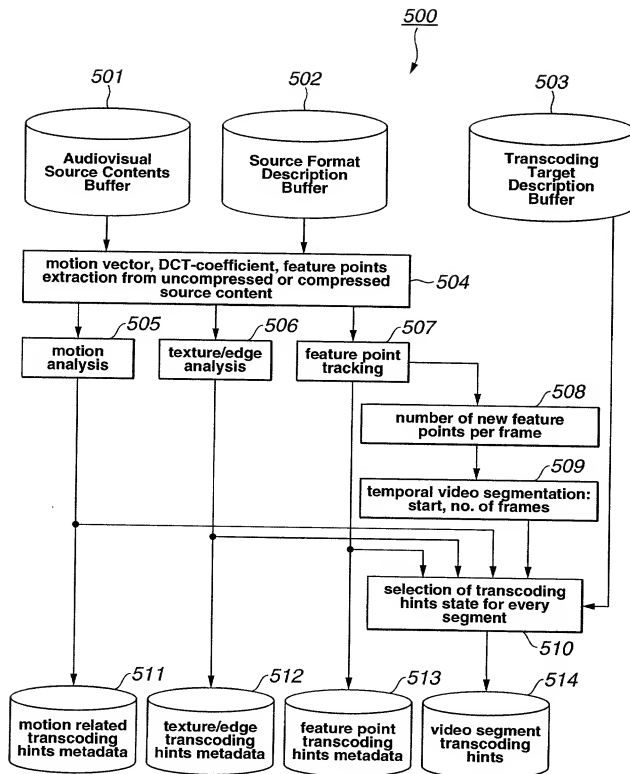 500
501
502
503
Audiovisual
Source Contents
Buffer
Source Format
Description
Buffer
Transcoding
Target
Description
Buffer
motion vector, DCT-coefficient, feature points
extraction from uncompressed or compressed
source content
504
505
506
507
motion
analysis
texture/edge
analysis
feature point
tracking
508
number of new feature
points per frame
509
temporal video segmentation:
start, no. of frames
selection of transcoding
hints state for every
segment
510
511
512
513
514
motion related
transcoding
hints metadata
texture/edge
transcoding
hints metadata
feature point
transcoding
hints metadata
video segment
transcoding
hints